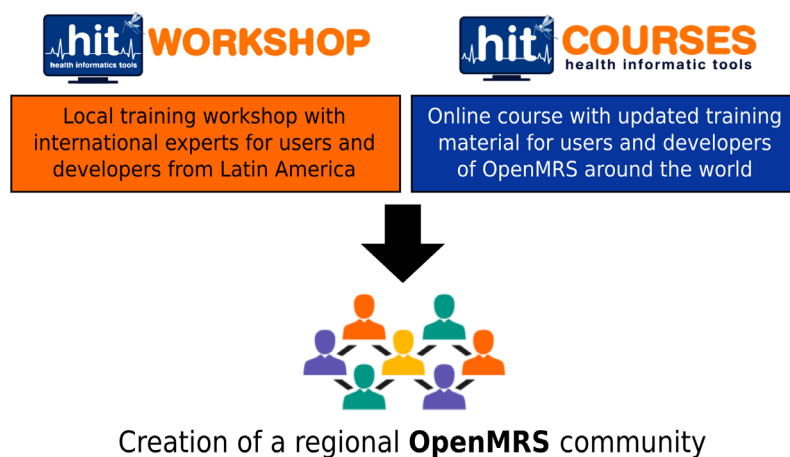 hit
health informatics tools
WORKSHOP
hit
COURSES
health informatic tools
Local training workshop with
international experts for users and
developers from Latin America
Online course with updated training
material for users and developers
of OpenMRS around the world
Creation of a regional OpenMRS community